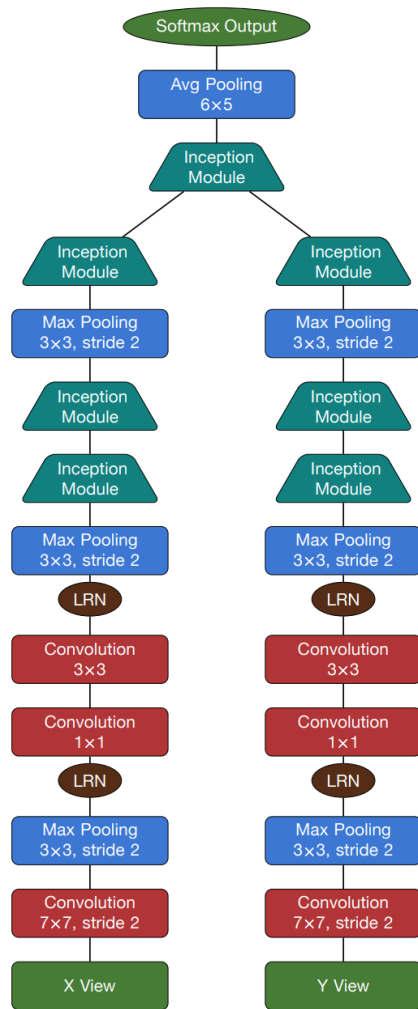 Softmax Output
Avg Pooling
6×5
Inception
Module
Inception
Module
Inception
Module
Max Pooling
3×3, stride 2
Max Pooling
3×3, stride 2
Inception
Module
Inception
Module
Inception
Module
Inception
Module
Max Pooling
3×3, stride 2
Max Pooling
3×3, stride 2
LRN
LRN
Convolution
3×3
Convolution
3×3
Convolution
1×1
Convolution
1×1
LRN
LRN
Max Pooling
3×3, stride 2
Max Pooling
3×3, stride 2
Convolution
7×7, stride 2
Convolution
7×7, stride 2
X View
Y View